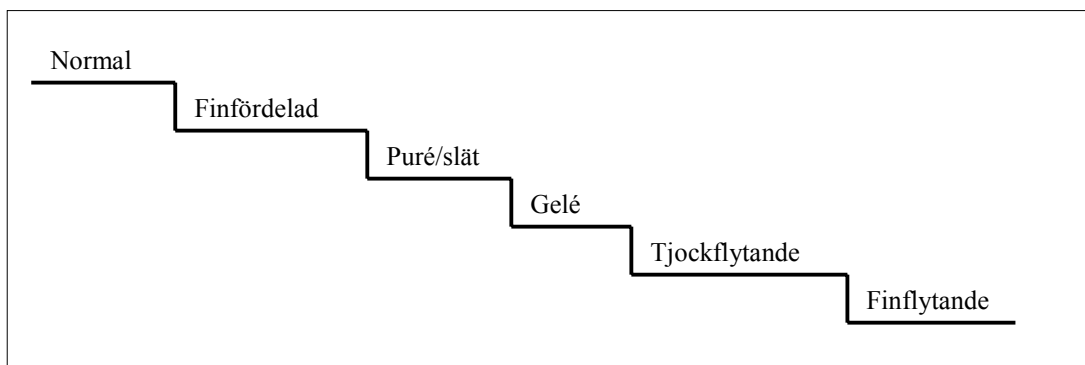 Normal
Finfördelad
Puré/slät
Gelé
Tjockflytande
Finflytande